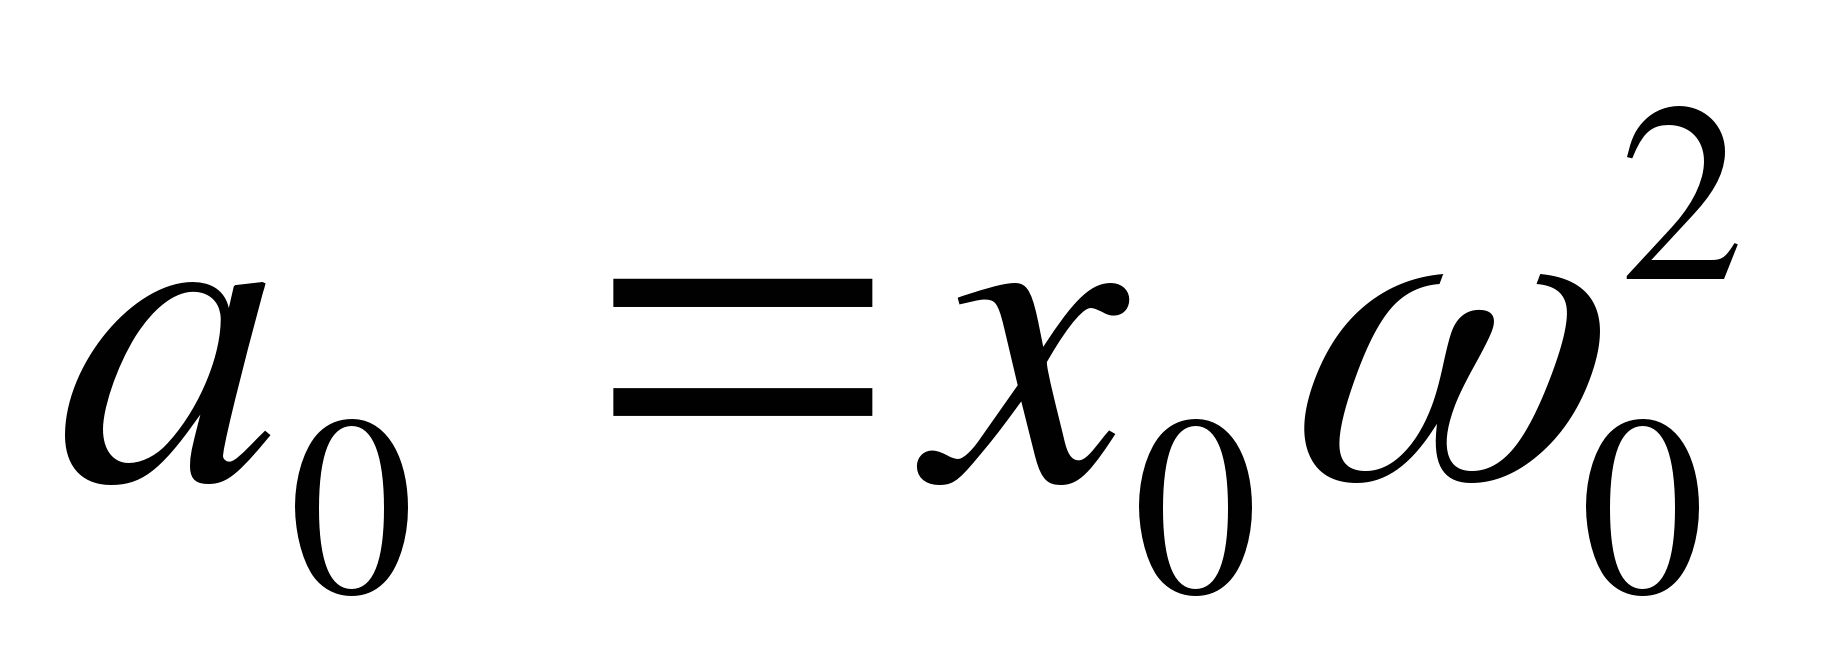 a₀ = x₀ω₀²